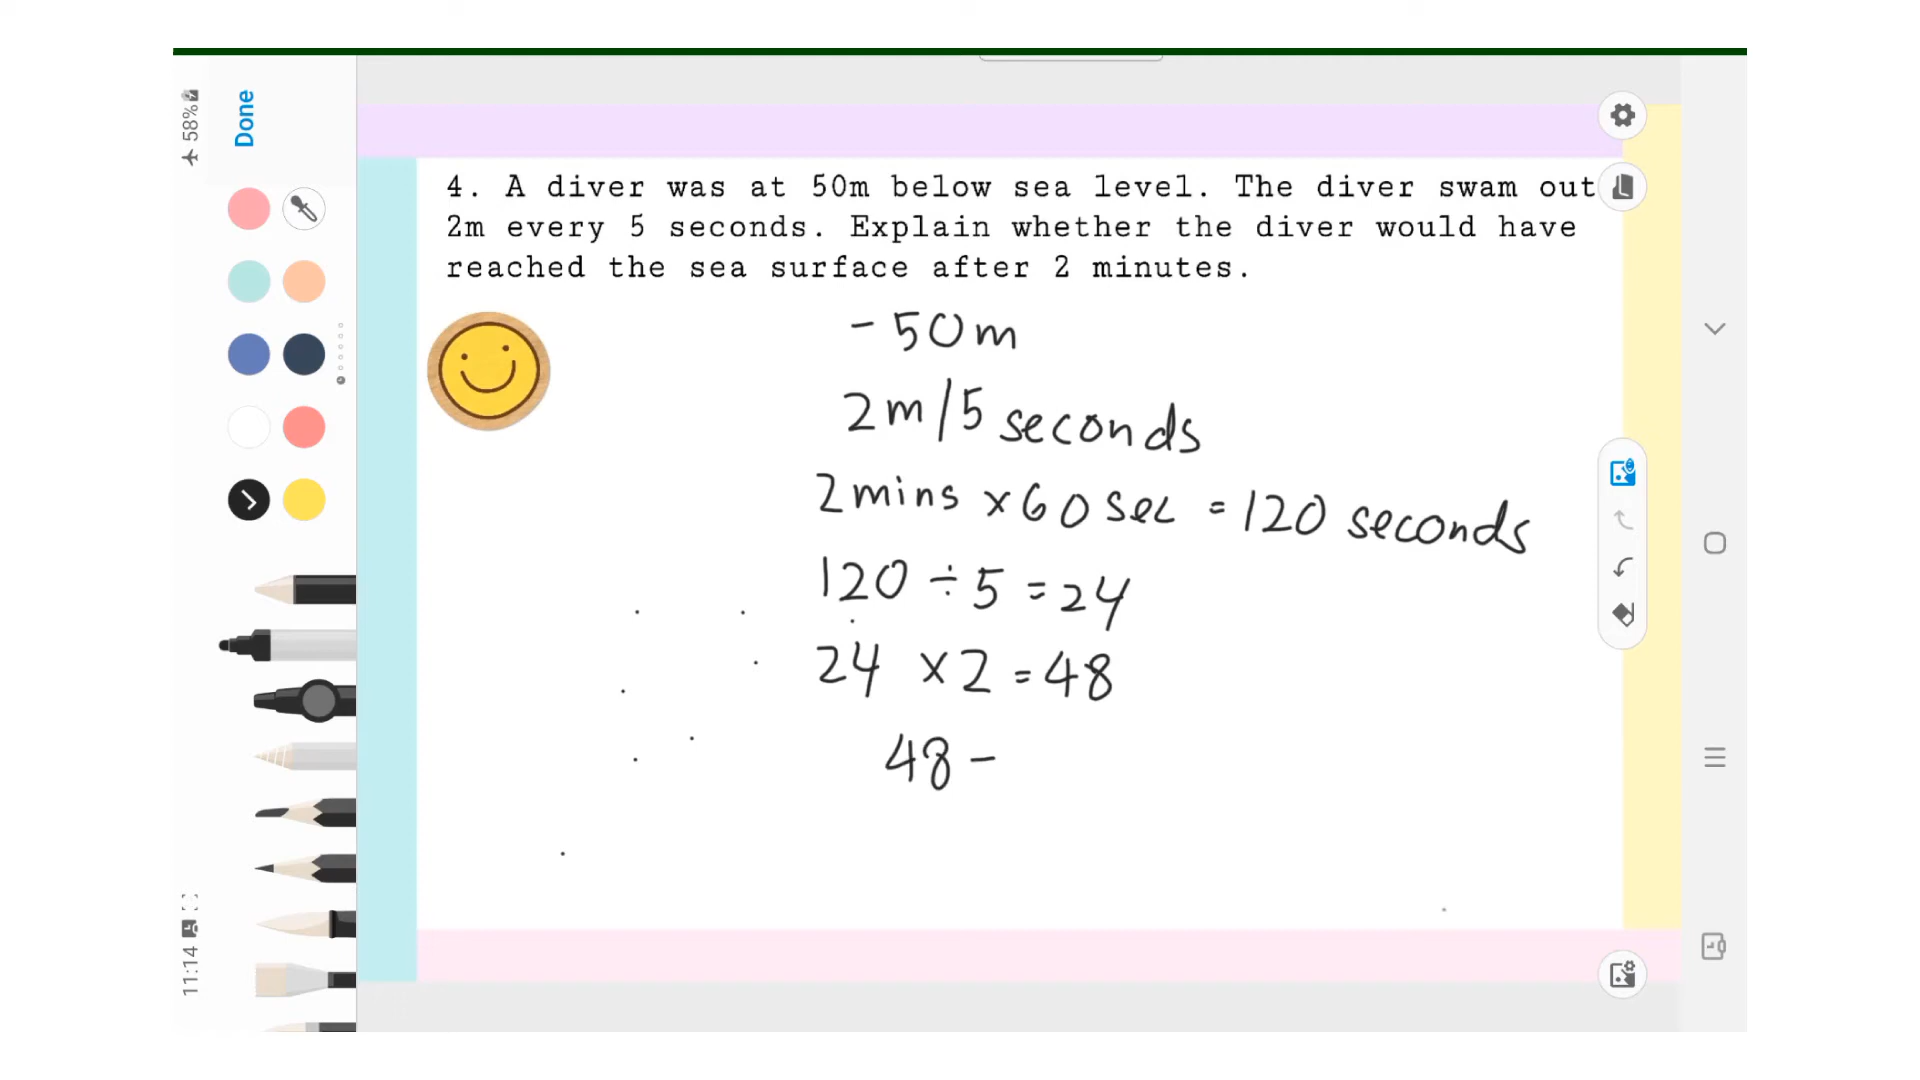 58%
Done
4. A diver was at 50m below sea level. The diver swam out
2m every 5 seconds. Explain whether the diver would have
reached the sea surface after 2 minutes.
- 50m
2m/5 seconds
2mins ×60 sec = 120 seconds
120 ÷ 5 = 24
24 ×2 = 48
48 -
11:14